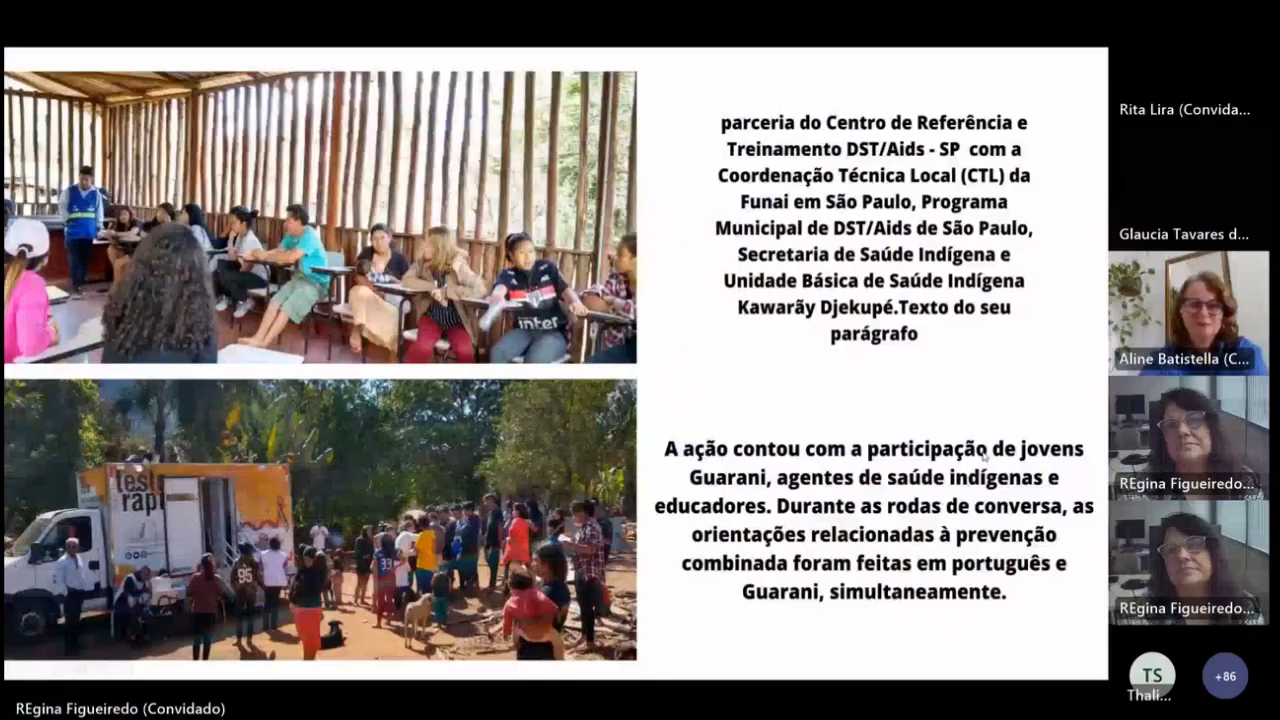 parceria do Centro de Referência e
Treinamento DST/Aids - SP com a
Coordenação Técnica Local (CTL) da
Funai em São Paulo, Programa
Municipal de DST/Aids de São Paulo,
Secretaria de Saúde Indígena e
Unidade Básica de Saúde Indígena
Kawarãy Djekupé.Texto do seu
parágrafo
A ação contou com a participação de jovens
Guarani, agentes de saúde indígenas e
educadores. Durante as rodas de conversa, as
orientações relacionadas à prevenção
combinada foram feitas em português e
Guarani, simultaneamente.
inter
teste
rápi
95
33
Rita Lira (Convida...
Glaucia Tavares d...
Aline Batistella (C...
REgina Figueiredo...
REgina Figueiredo...
TS
Thali...
+86
REgina Figueiredo (Convidado)